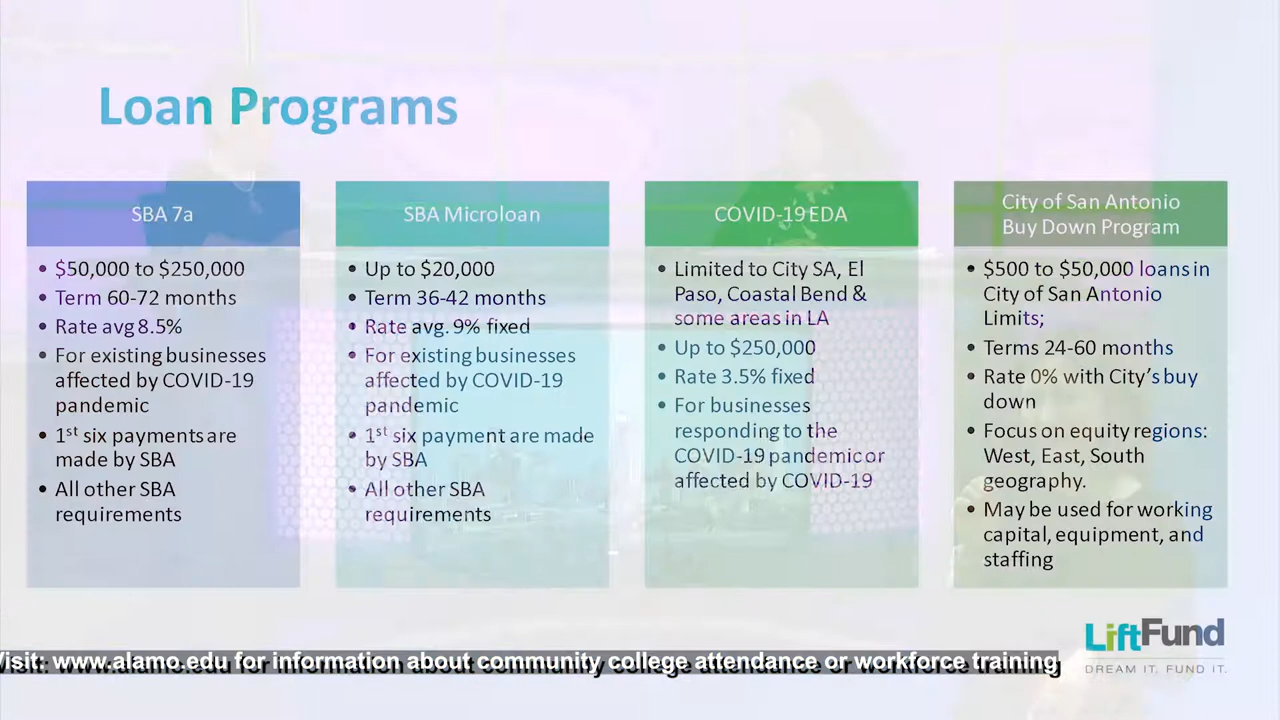 Loan Programs
SBA 7a
• $50,000 to $250,000
• Term 60-72 months
• Rate avg 8.5%
• For existing businesses
affected by COVID-19
pandemic
• 1st six payments are
made by SBA
• All other SBA
requirements
SBA Microloan
• Up to $20,000
• Term 36-42 months
• Rate avg. 9% fixed
• For existing businesses
affected by COVID-19
pandemic
• 1st six payment are made
by SBA
• All other SBA
requirements
COVID-19 EDA
• Limited to City SA, El
Paso, Coastal Bend &
some areas in LA
• Up to $250,000
• Rate 3.5% fixed
• For businesses
responding to the
COVID-19 pandemic or
affected by COVID-19
City of San Antonio
Buy Down Program
• $500 to $50,000 loans in
City of San Antonio
Limits;
• Terms 24-60 months
• Rate 0% with City's buy
down
• Focus on equity regions:
West, East, South
geography.
• May be used for working
capital, equipment, and
staffing
LiftFund
DREAM IT. FUND IT.
Visit: www.alamo.edu for information about community college attendance or workforce training